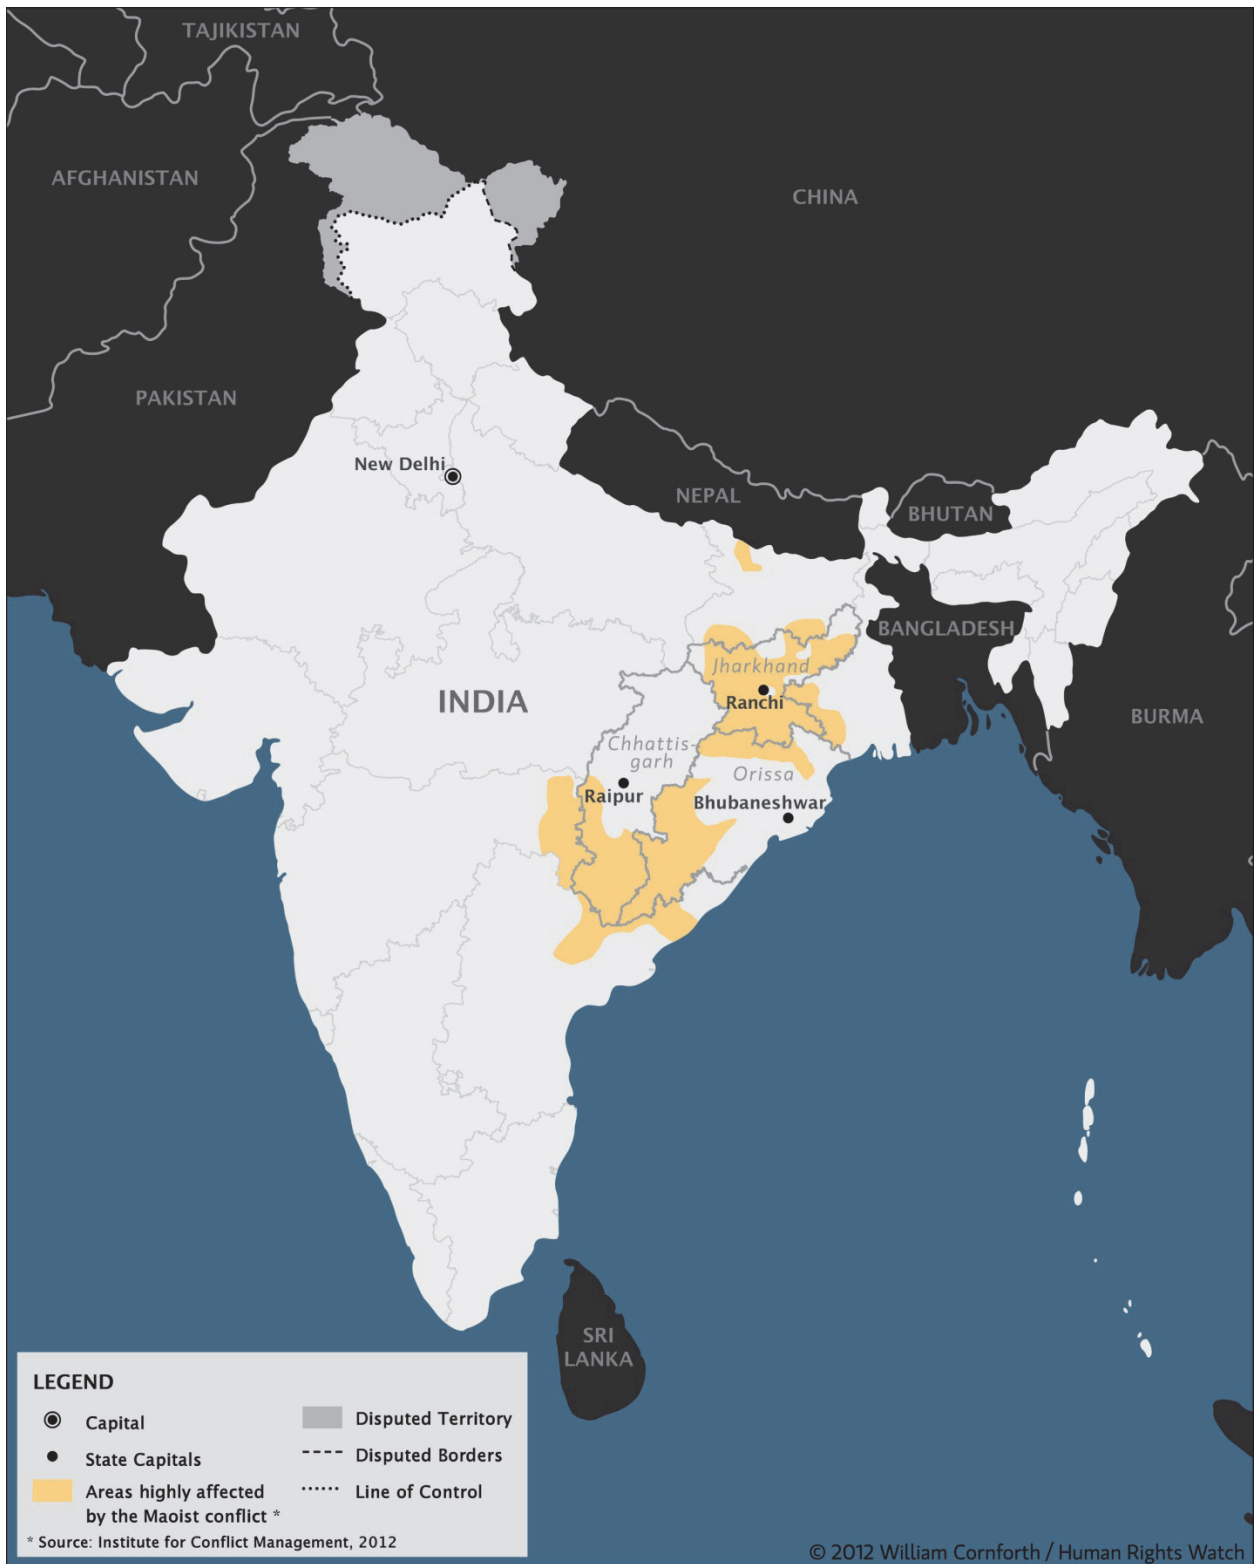 TAJIKISTAN
AFGHANISTAN
CHINA
PAKISTAN
New Delhi
NEPAL
BHUTAN
BANGLADESH
Jharkhand
Ranchi
INDIA
BURMA
Chhattis-
garh
Orissa
Raipur
Bhubaneshwar
SRI
LANKA
LEGEND
Capital
State Capitals
Areas highly affected
by the Maoist conflict *
Disputed Territory
Disputed Borders
Line of Control
* Source: Institute for Conflict Management, 2012
© 2012 William Cornforth / Human Rights Watch